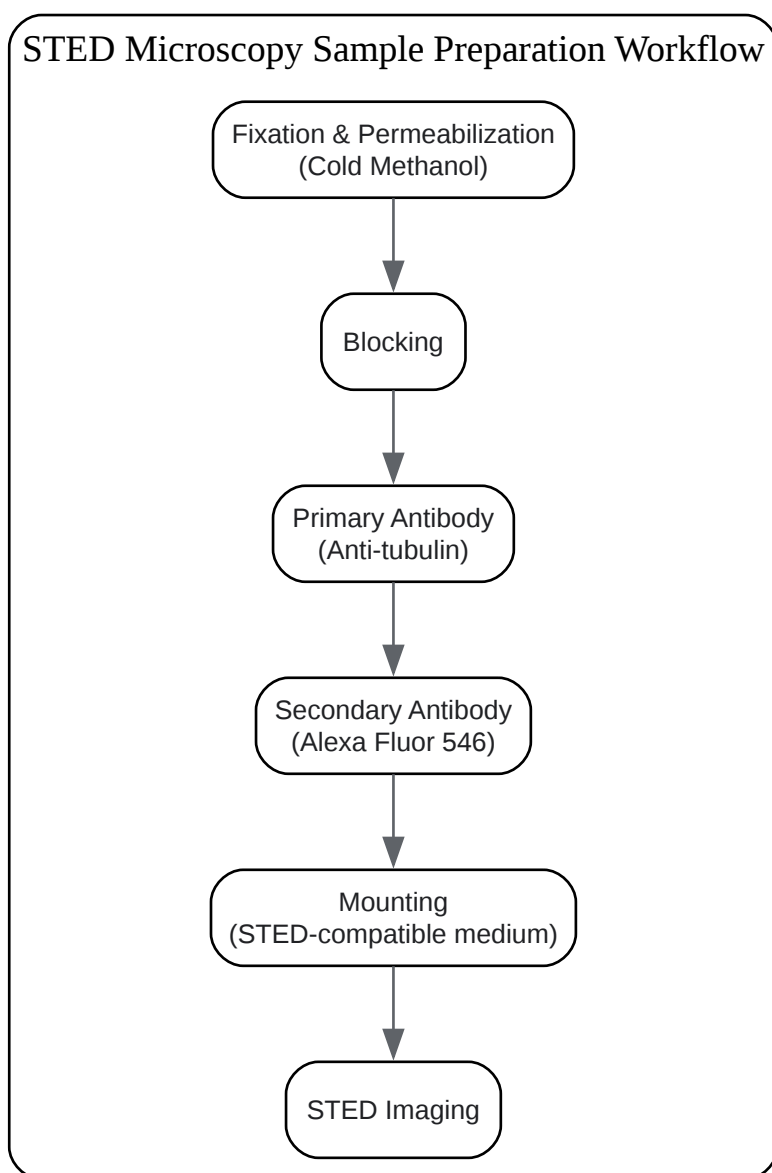 STED Microscopy Sample Preparation Workflow
Fixation & Permeabilization
(Cold Methanol)
Blocking
Primary Antibody
(Anti-tubulin)
Secondary Antibody
(Alexa Fluor 546)
Mounting
(STED-compatible medium)
STED Imaging